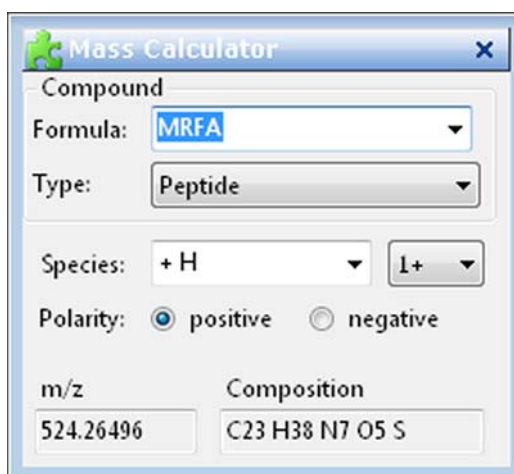 Mass Calculator
Compound
Formula: MRFA
Type: Peptide
Species: + H 1+
Polarity: positive negative
m/z Composition
524.26496 C23 H38 N7 O5 S